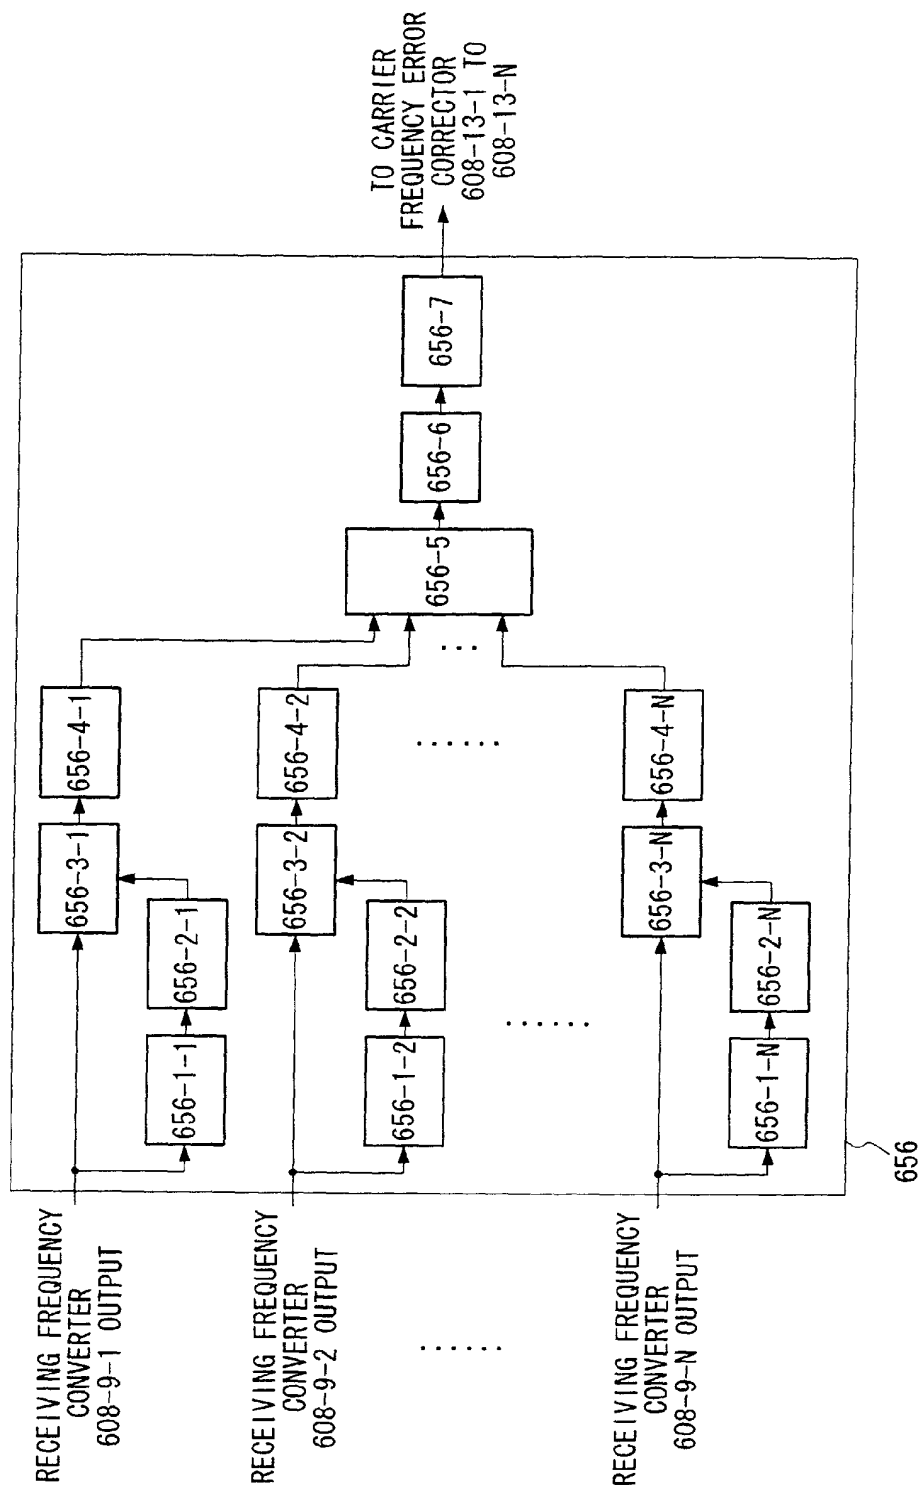 RECEIVING FREQUENCY
CONVERTER
608-9-1 OUTPUT
656-1-1
656-2-1
656-3-1
656-4-1
RECEIVING FREQUENCY
CONVERTER
608-9-2 OUTPUT
656-1-2
656-2-2
656-3-2
656-4-2
......
......
......
...
RECEIVING FREQUENCY
CONVERTER
608-9-N OUTPUT
656-1-N
656-2-N
656-3-N
656-4-N
656-5
656-6
656-7
TO CARRIER
FREQUENCY ERROR
CORRECTOR
608-13-1 TO
608-13-N
656